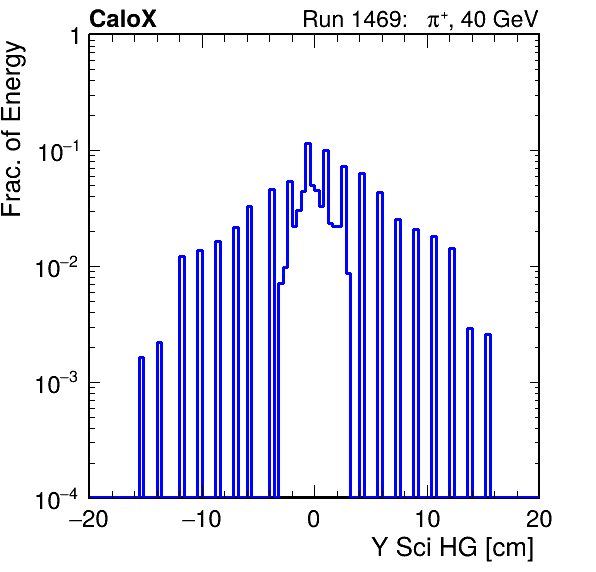 CaloX Run 1469: π⁺, 40 GeV
Frac. of Energy
1
10⁻¹
10⁻²
10⁻³
10⁻⁴
−20 −10 0 10 20
Y Sci HG [cm]